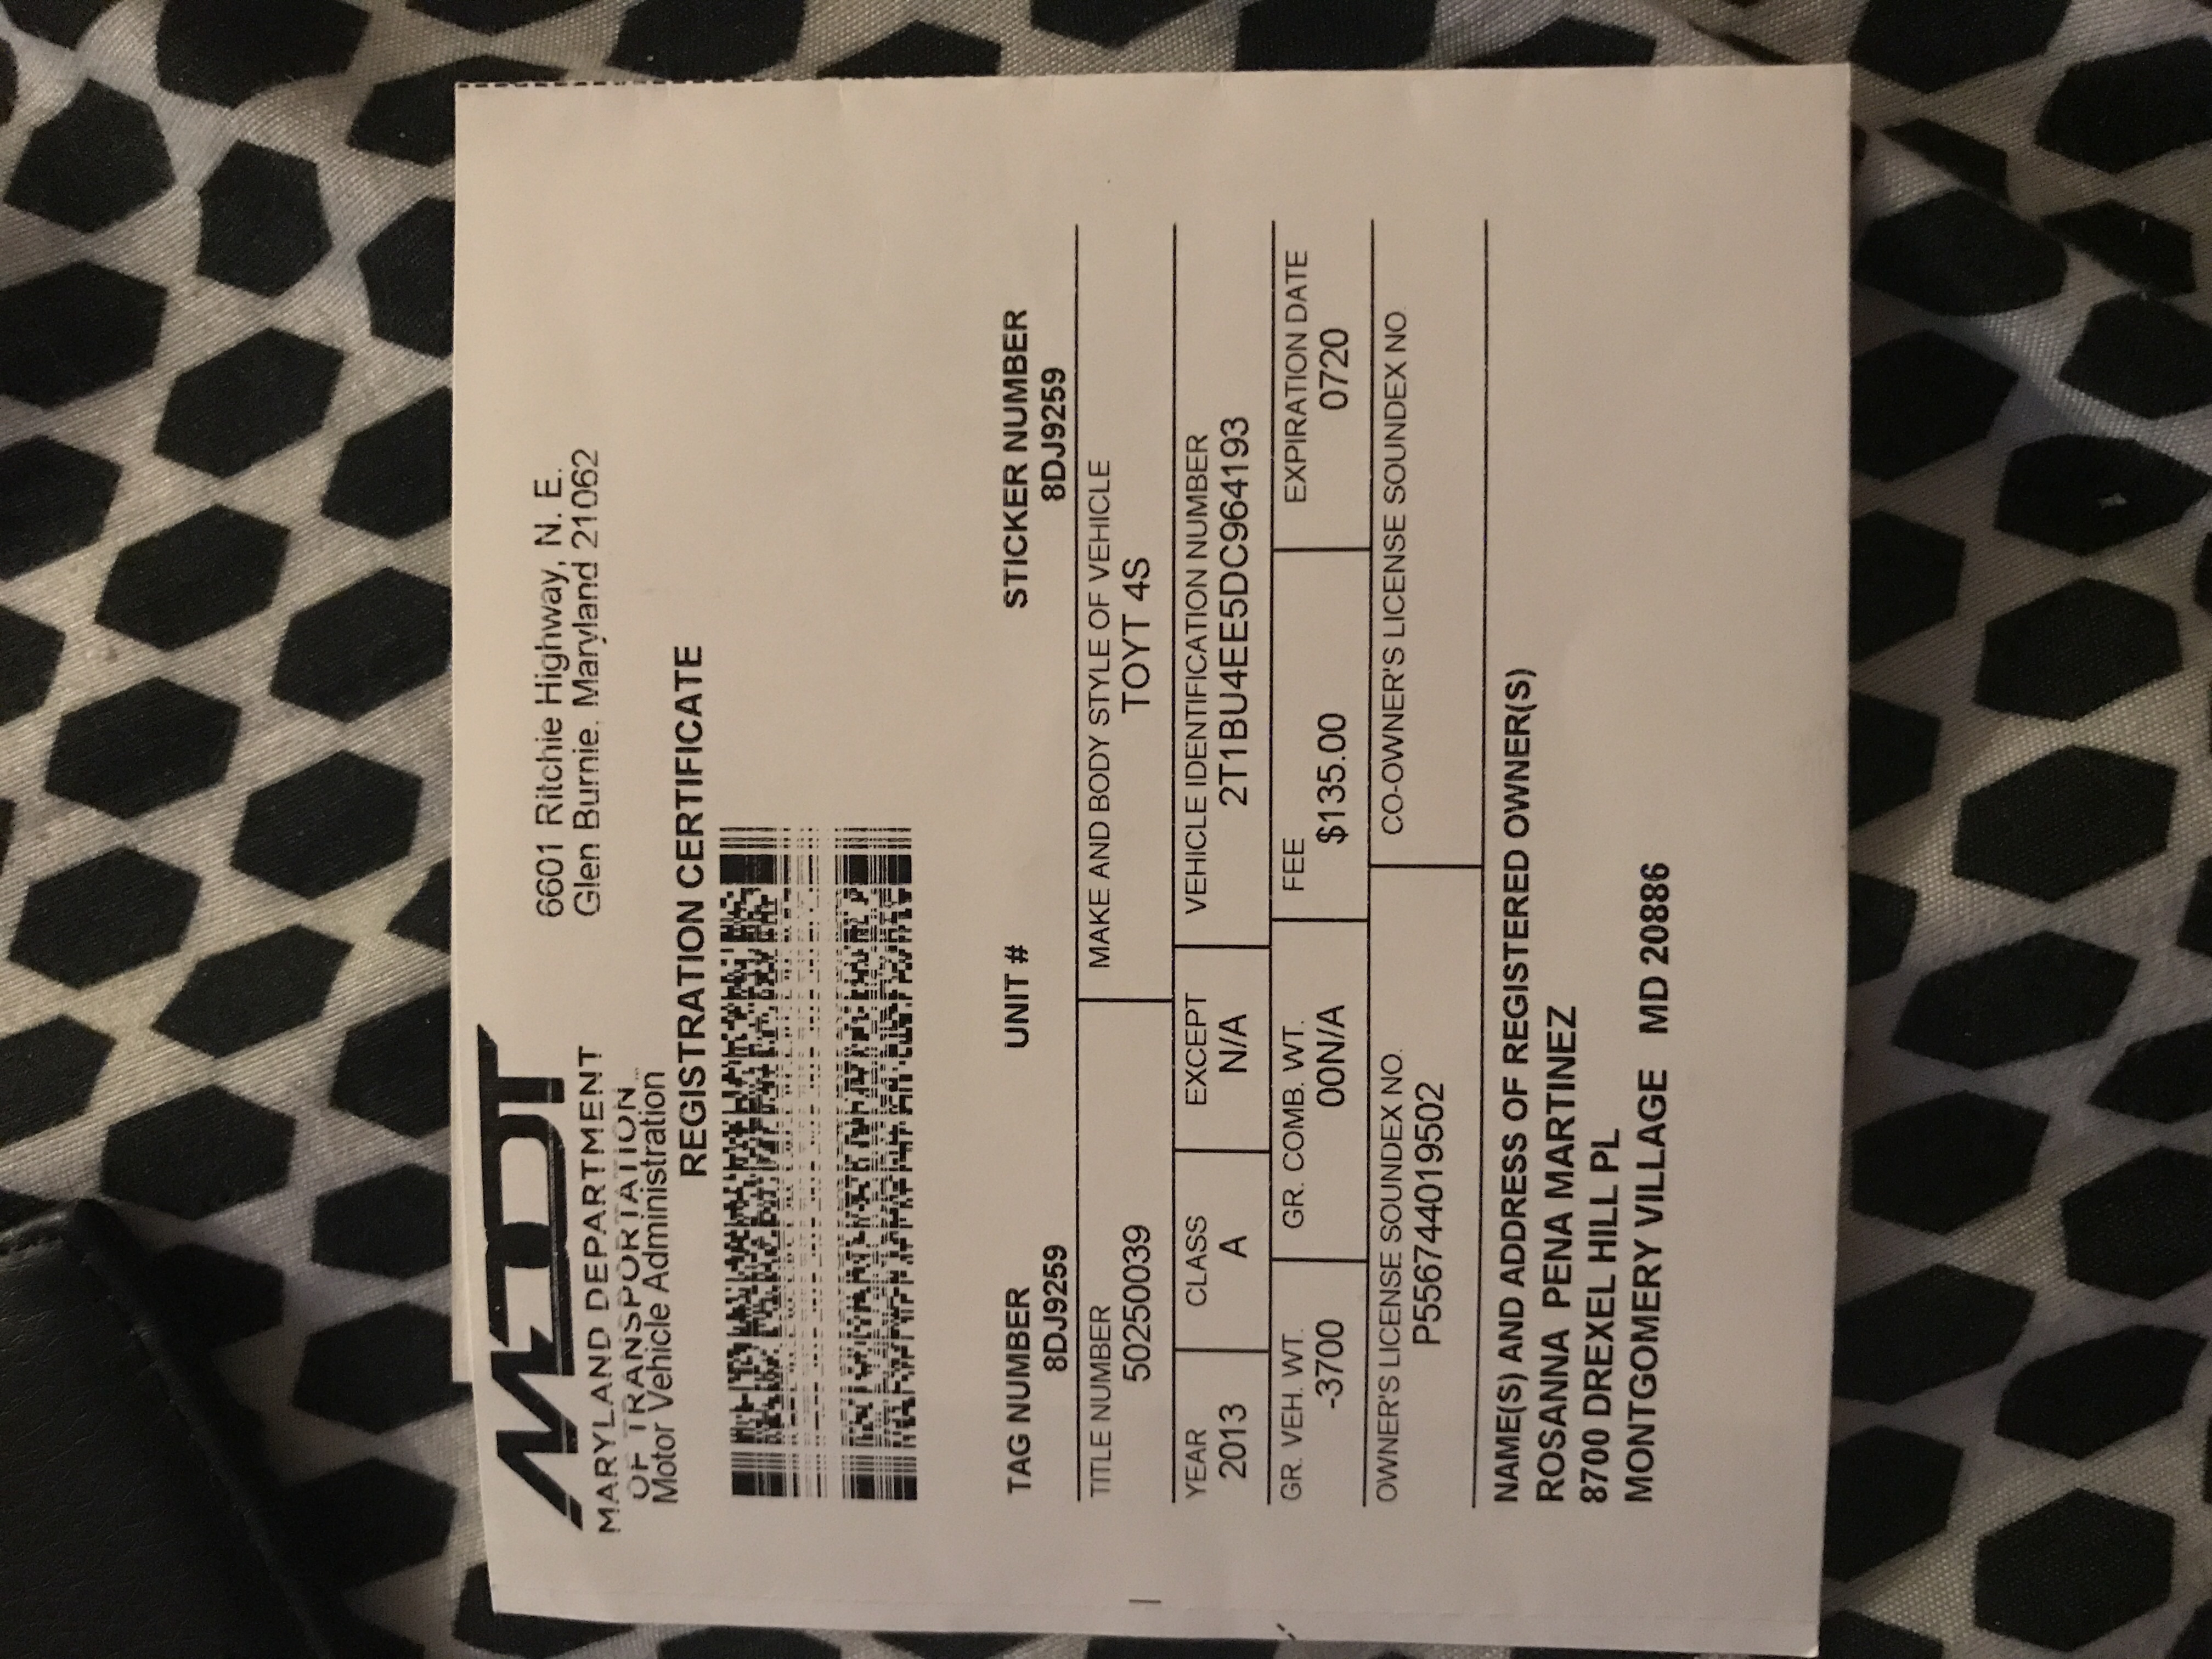 MDOT
MARYLAND DEPARTMENT
OF TRANSPORTATION
Motor Vehicle Administration
6601 Ritchie Highway, N. E.
Glen Burnie, Maryland 21062
REGISTRATION CERTIFICATE
TAG NUMBER UNIT # STICKER NUMBER
8DJ9259 8DJ9259
TITLE NUMBER MAKE AND BODY STYLE OF VEHICLE
50250039 TOYT 4S
YEAR CLASS EXCEPT VEHICLE IDENTIFICATION NUMBER
2013 A N/A 2T1BU4EE5DC964193
GR. VEH. WT. GR. COMB. WT. FEE EXPIRATION DATE
-3700 00N/A $135.00 0720
OWNER'S LICENSE SOUNDEX NO. CO-OWNER'S LICENSE SOUNDEX NO.
P556744019502
NAME(S) AND ADDRESS OF REGISTERED OWNER(S)
ROSANNA PENA MARTINEZ
8700 DREXEL HILL PL
MONTGOMERY VILLAGE MD 20886